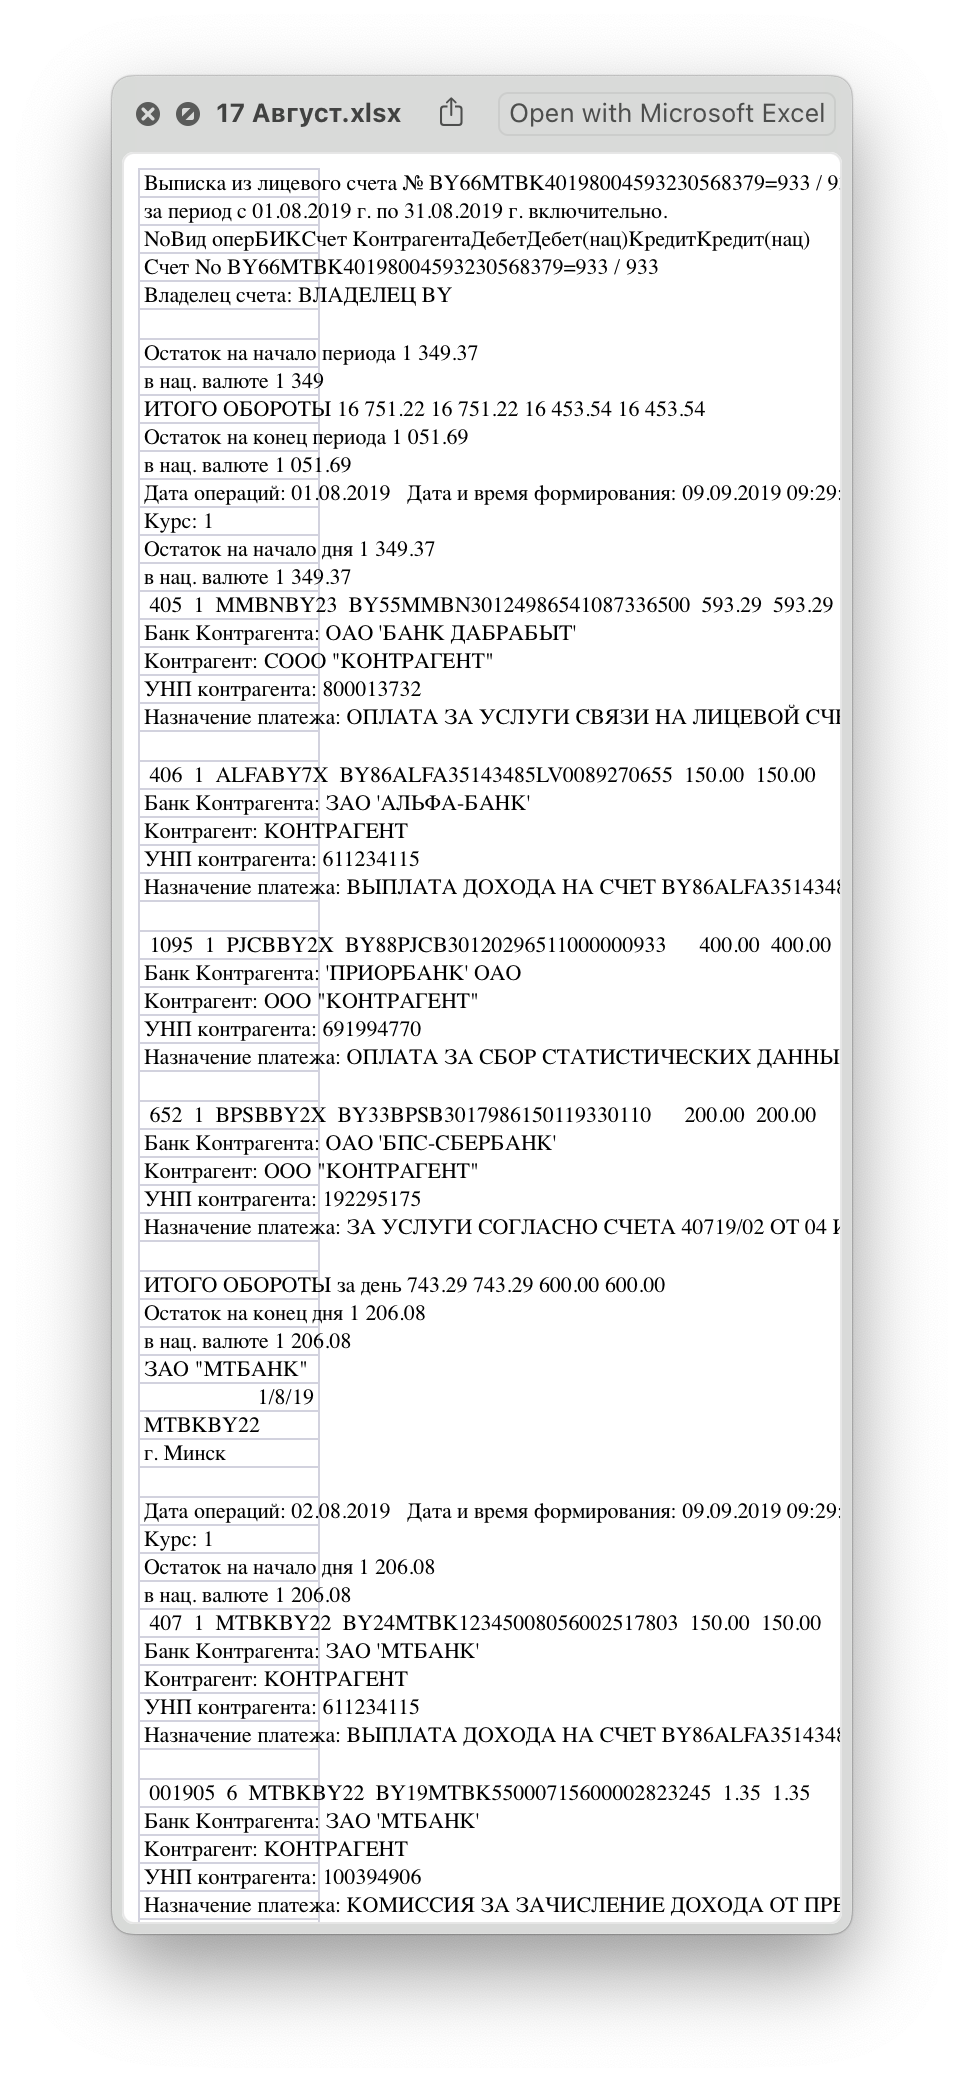 17 Август.xlsx
Open with Microsoft Excel
Выписка из лицевого счета № BY66MTBK40198004593230568379=933 / 9
за период с 01.08.2019 г. по 31.08.2019 г. включительно.
NoВид оперБИКСчет КонтрагентаДебетДебет(нац)КредитКредит(нац)
Счет No BY66MTBK40198004593230568379=933 / 933
Владелец счета: ВЛАДЕЛЕЦ BY
Остаток на начало периода 1 349.37
в нац. валюте 1 349
ИТОГО ОБОРОТЫ 16 751.22 16 751.22 16 453.54 16 453.54
Остаток на конец периода 1 051.69
в нац. валюте 1 051.69
Дата операций: 01.08.2019 Дата и время формирования: 09.09.2019 09:29:
Курс: 1
Остаток на начало дня 1 349.37
в нац. валюте 1 349.37
405 1 MMBNBY23 BY55MMBN30124986541087336500 593.29 593.29
Банк Контрагента: ОАО 'БАНК ДАБРАБЫТ'
Контрагент: СООО "КОНТРАГЕНТ"
УНП контрагента: 800013732
Назначение платежа: ОПЛАТА ЗА УСЛУГИ СВЯЗИ НА ЛИЦЕВОЙ СЧЕ
406 1 ALFABY7X BY86ALFA35143485LV0089270655 150.00 150.00
Банк Контрагента: ЗАО 'АЛЬФА-БАНК'
Контрагент: КОНТРАГЕНТ
УНП контрагента: 611234115
Назначение платежа: ВЫПЛАТА ДОХОДА НА СЧЕТ BY86ALFA3514348
1095 1 PJCBBY2X BY88PJCB30120296511000000933 400.00 400.00
Банк Контрагента: 'ПРИОРБАНК' ОАО
Контрагент: ООО "КОНТРАГЕНТ"
УНП контрагента: 691994770
Назначение платежа: ОПЛАТА ЗА СБОР СТАТИСТИЧЕСКИХ ДАННЫ
652 1 BPSBBY2X BY33BPSB3017986150119330110 200.00 200.00
Банк Контрагента: ОАО 'БПС-СБЕРБАНК'
Контрагент: ООО "КОНТРАГЕНТ"
УНП контрагента: 192295175
Назначение платежа: ЗА УСЛУГИ СОГЛАСНО СЧЕТА 40719/02 ОТ 04 И
ИТОГО ОБОРОТЫ за день 743.29 743.29 600.00 600.00
Остаток на конец дня 1 206.08
в нац. валюте 1 206.08
ЗАО "МТБАНК"
1/8/19
MTBKBY22
г. Минск
Дата операций: 02.08.2019 Дата и время формирования: 09.09.2019 09:29:
Курс: 1
Остаток на начало дня 1 206.08
в нац. валюте 1 206.08
407 1 MTBKBY22 BY24MTBK12345008056002517803 150.00 150.00
Банк Контрагента: ЗАО 'МТБАНК'
Контрагент: КОНТРАГЕНТ
УНП контрагента: 611234115
Назначение платежа: ВЫПЛАТА ДОХОДА НА СЧЕТ BY86ALFA3514348
001905 6 MTBKBY22 BY19MTBK55000715600002823245 1.35 1.35
Банк Контрагента: ЗАО 'МТБАНК'
Контрагент: КОНТРАГЕНТ
УНП контрагента: 100394906
Назначение платежа: КОМИССИЯ ЗА ЗАЧИСЛЕНИЕ ДОХОДА ОТ ПРЕ